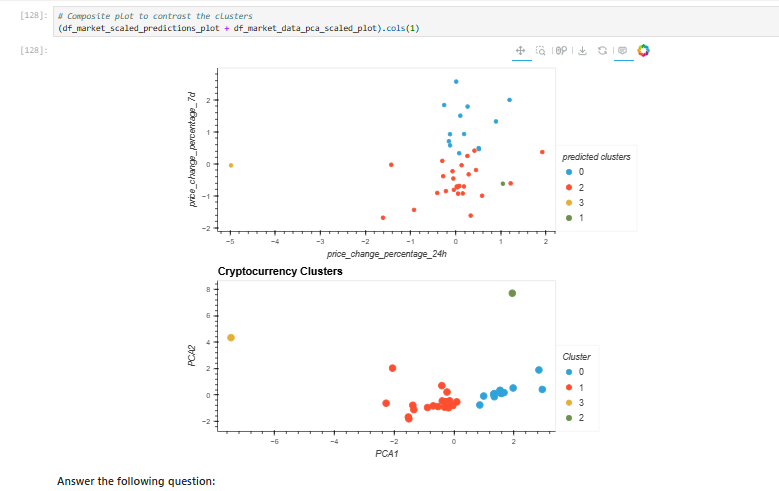 [128]:
# Composite plot to contrast the clusters
(df_market_scaled_predictions_plot + df_market_data_pca_scaled_plot).cols(1)
[128]:
price_change_percentage_7p
2
1
0
−1
−2
−5 −4 −3 −2 −1 0 1 2
price_change_percentage_24h
predicted clusters
0
2
3
1
Cryptocurrency Clusters
PCA2
8
6
4
2
0
−2
−6 −4 −2 0 2
PCA1
Cluster
0
1
3
2
Answer the following question: